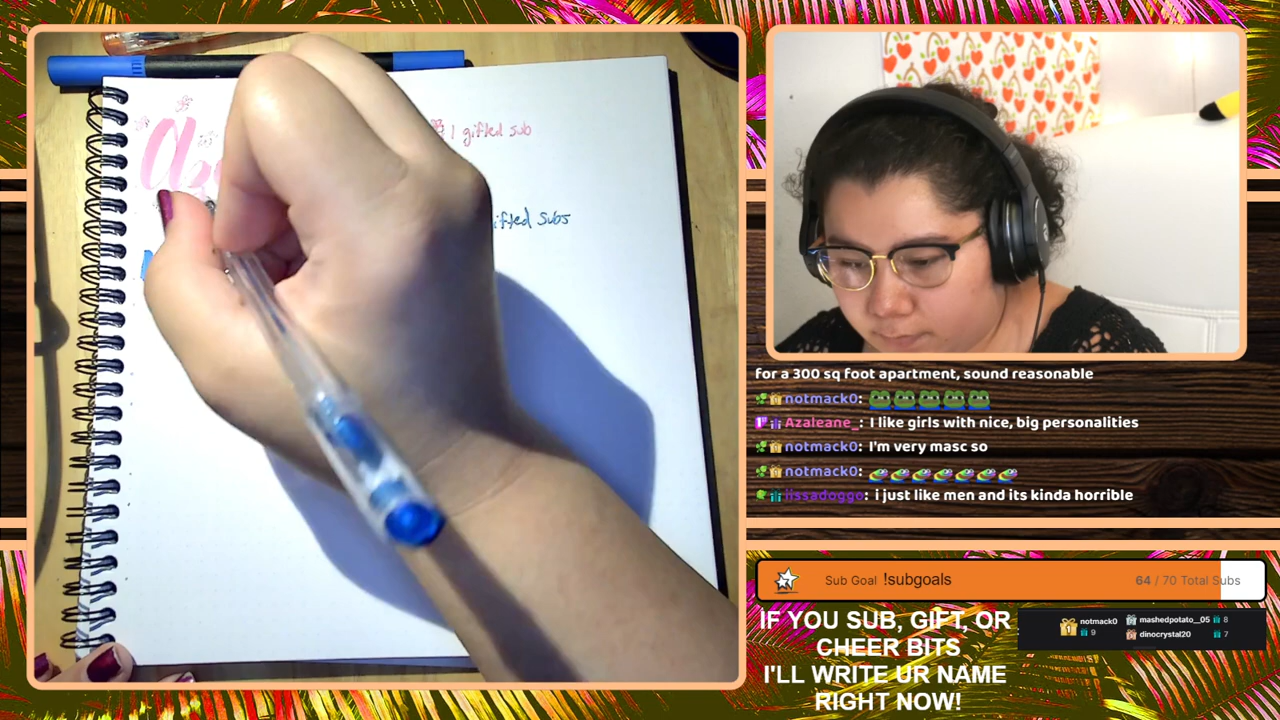 1 gifted sub
gifted subs
for a 300 sq foot apartment, sound reasonable
notmack0:
Azaleane_: I like girls with nice, big personalities
notmack0: I'm very masc so
notmack0:
lissadoggo: i just like men and its kinda horrible
Sub Goal !subgoals 64 / 70 Total Subs
IF YOU SUB, GIFT, OR
CHEER BITS
I'LL WRITE UR NAME
RIGHT NOW!
notmack0 9
mashedpotato_05 8
dinocrystal20 7